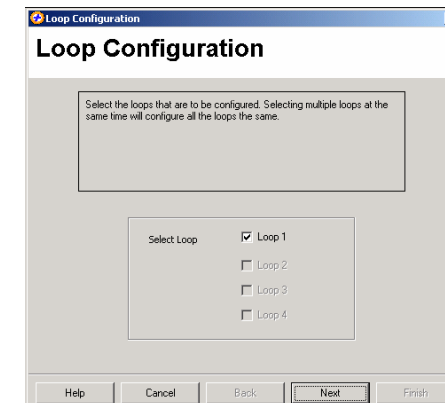 Loop Configuration
Loop Configuration
Select the loops that are to be configured. Selecting multiple loops at the
same time will configure all the loops the same.
Select Loop
Loop 1
Loop 2
Loop 3
Loop 4
Help
Cancel
Back
Next
Finish